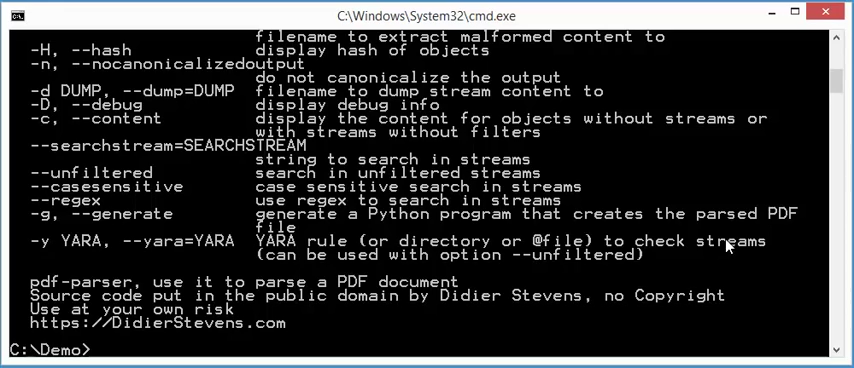 C:\Windows\System32\cmd.exe
filename to extract malformed content to
-H, --hash display hash of objects
-n, --nocanonicalizedoutput
do not canonicalize the output
-d DUMP, --dump=DUMP filename to dump stream content to
-D, --debug display debug info
-c, --content display the content for objects without streams or
with streams without filters
--searchstream=SEARCHSTREAM
string to search in streams
--unfiltered search in unfiltered streams
--casesensitive case sensitive search in streams
--regex use regex to search in streams
-g, --generate generate a Python program that creates the parsed PDF
file
-y YARA, --yara=YARA YARA rule (or directory or @file) to check streams
(can be used with option --unfiltered)
pdf-parser, use it to parse a PDF document
Source code put in the public domain by Didier Stevens, no Copyright
Use at your own risk
https://DidierStevens.com
C:\Demo>